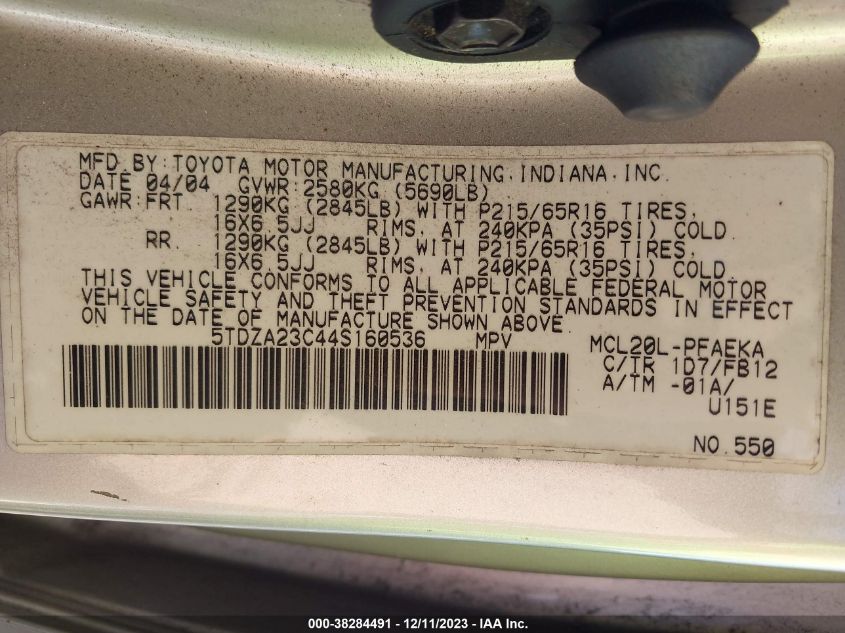 MFD BY: TOYOTA MOTOR MANUFACTURING, INDIANA, INC.
DATE 04/04 GVWR: 2580KG (5690LB)
GAWR: FRT. 1290KG (2845LB) WITH P215/65R16 TIRES,
16X6.5JJ RIMS, AT 240KPA (35PSI) COLD.
RR. 1290KG (2845LB) WITH P215/65R16 TIRES,
16X6.5JJ RIMS, AT 240KPA (35PSI) COLD.
THIS VEHICLE CONFORMS TO ALL APPLICABLE FEDERAL MOTOR
VEHICLE SAFETY AND THEFT PREVENTION STANDARDS IN EFFECT
ON THE DATE OF MANUFACTURE SHOWN ABOVE.
5TDZA23C44S160536 MPV MCL20L-PFAEKA
C/IR 1D7/FB12
A/TM -01A/
U151E
NO.550
000-38284491 - 12/11/2023 - IAA Inc.